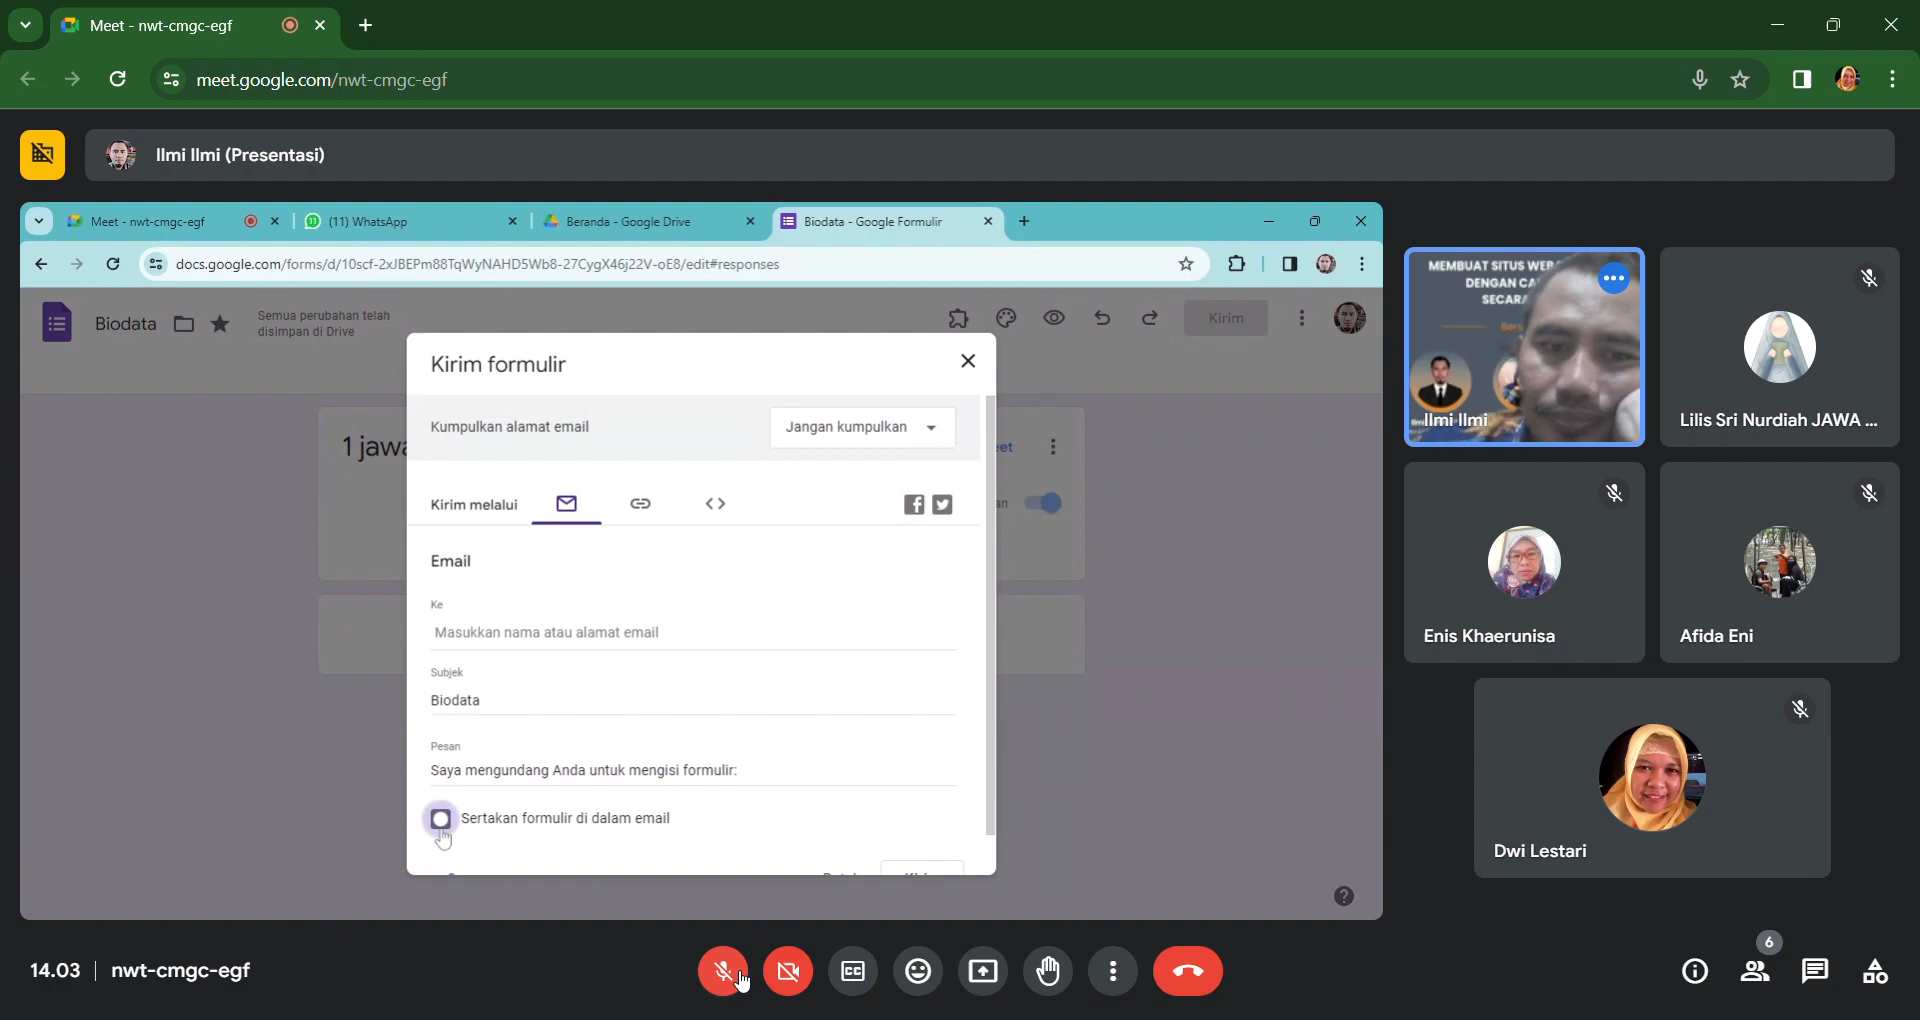 Meet - nwt-cmgc-egf
meet.google.com/nwt-cmgc-egf
Ilmi Ilmi (Presentasi)
Meet - nwt-cmgc-egf
(11) WhatsApp
Beranda - Google Drive
Biodata - Google Formulir
docs.google.com/forms/d/10scf-2xJBEPm88TqWyNAHD5Wb8-27CygX46j22V-oE8/edit#responses
Biodata
Semua perubahan telah
disimpan di Drive
Kirim
Kirim formulir
Kumpulkan alamat email
Jangan kumpulkan
1 jawa
eet
Kirim melalui
an
Email
Ke
Masukkan nama atau alamat email
Subjek
Biodata
Pesan
Saya mengundang Anda untuk mengisi formulir:
Sertakan formulir di dalam email
MEMBUAT SITUS WEB
DENGAN CA
SECARA
Ilmi Ilmi
Lilis Sri Nurdiah JAWA ...
Enis Khaerunisa
Afida Eni
Dwi Lestari
14.03
nwt-cmgc-egf
6